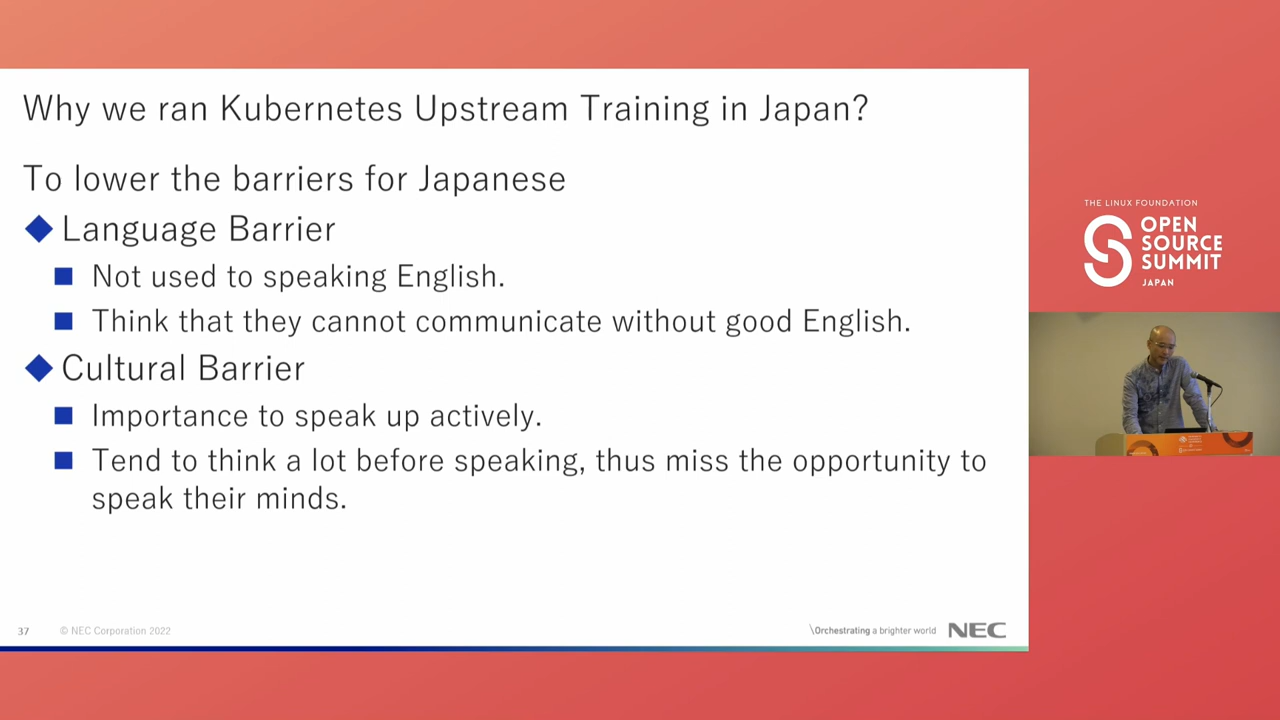 Why we ran Kubernetes Upstream Training in Japan?
To lower the barriers for Japanese
Language Barrier
Not used to speaking English.
Think that they cannot communicate without good English.
Cultural Barrier
Importance to speak up actively.
Tend to think a lot before speaking, thus miss the opportunity to
speak their minds.
37
© NEC Corporation 2022
\Orchestrating a brighter world
NEC
THE LINUX FOUNDATION
OPEN
SOURCE
SUMMIT
JAPAN